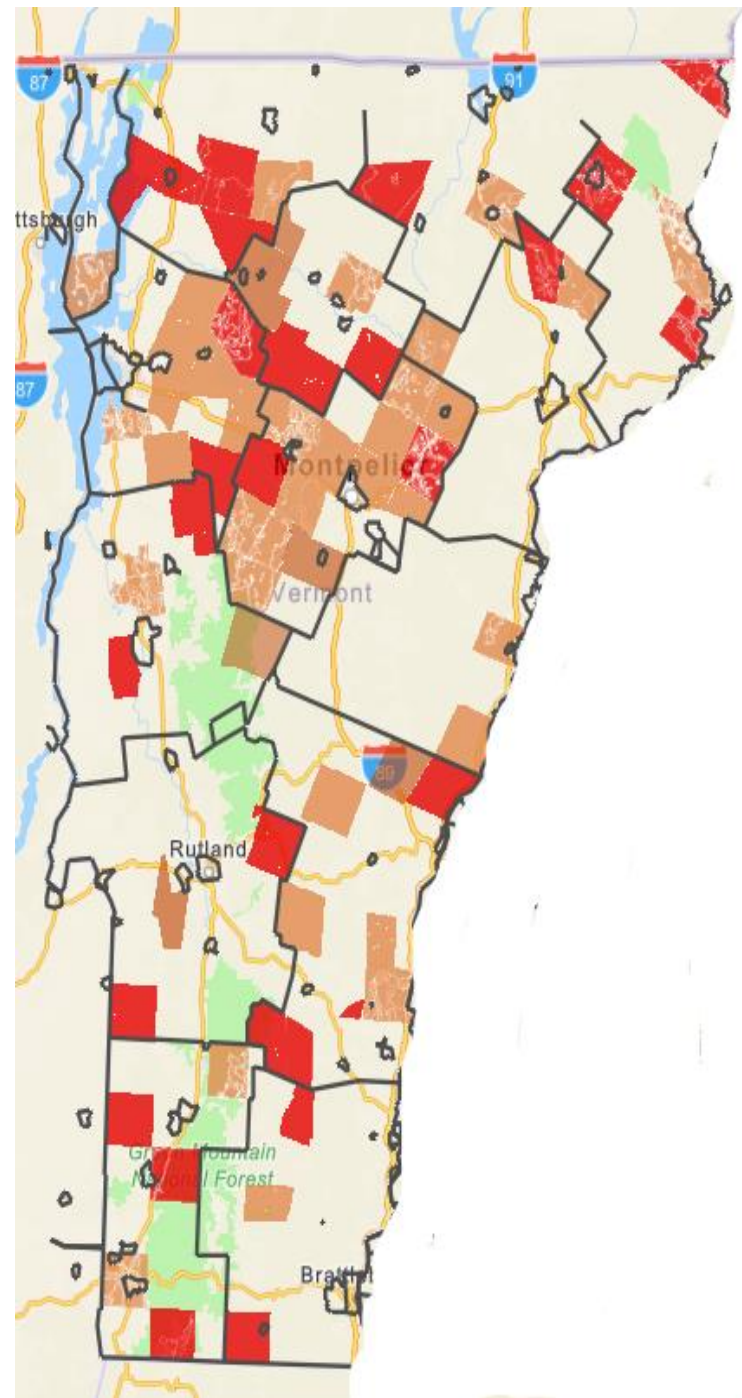 87
91
ttsburgh
87
Montpelier
Vermont
89
Rutland
Green Mountain
National Forest
Brattle